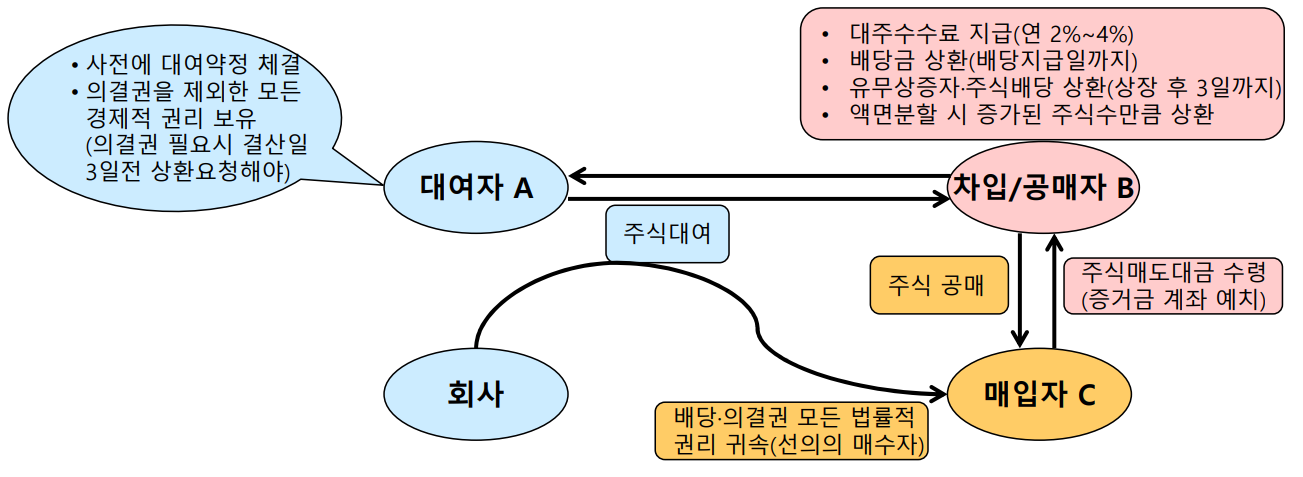 • 사전에 대여약정 체결
• 의결권을 제외한 모든
경제적 권리 보유
(의결권 필요시 결산일
3일전 상환요청해야)
• 대주수수료 지급(연 2%~4%)
• 배당금 상환(배당지급일까지)
• 유무상증자·주식배당 상환(상장 후 3일까지)
• 액면분할 시 증가된 주식수만큼 상환
대여자 A
차입/공매자 B
주식대여
주식 공매
주식매도대금 수령
(증거금 계좌 예치)
회사
매입자 C
배당·의결권 모든 법률적
권리 귀속(선의의 매수자)